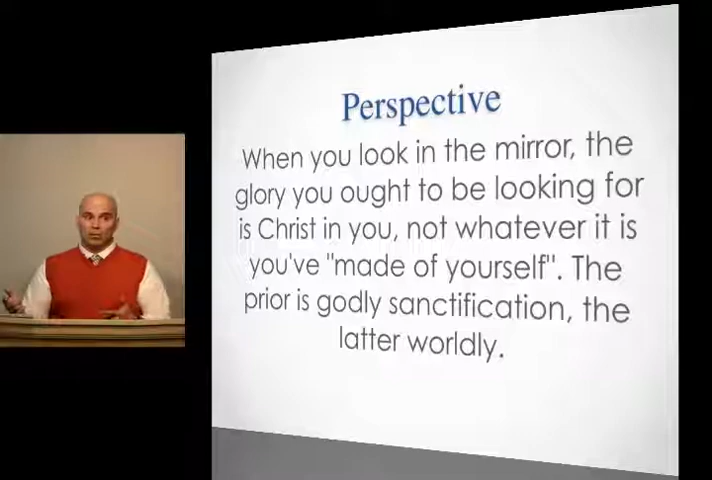 Perspective
When you look in the mirror, the
glory you ought to be looking for
is Christ in you, not whatever it is
you've "made of yourself". The
prior is godly sanctification, the
latter worldly.